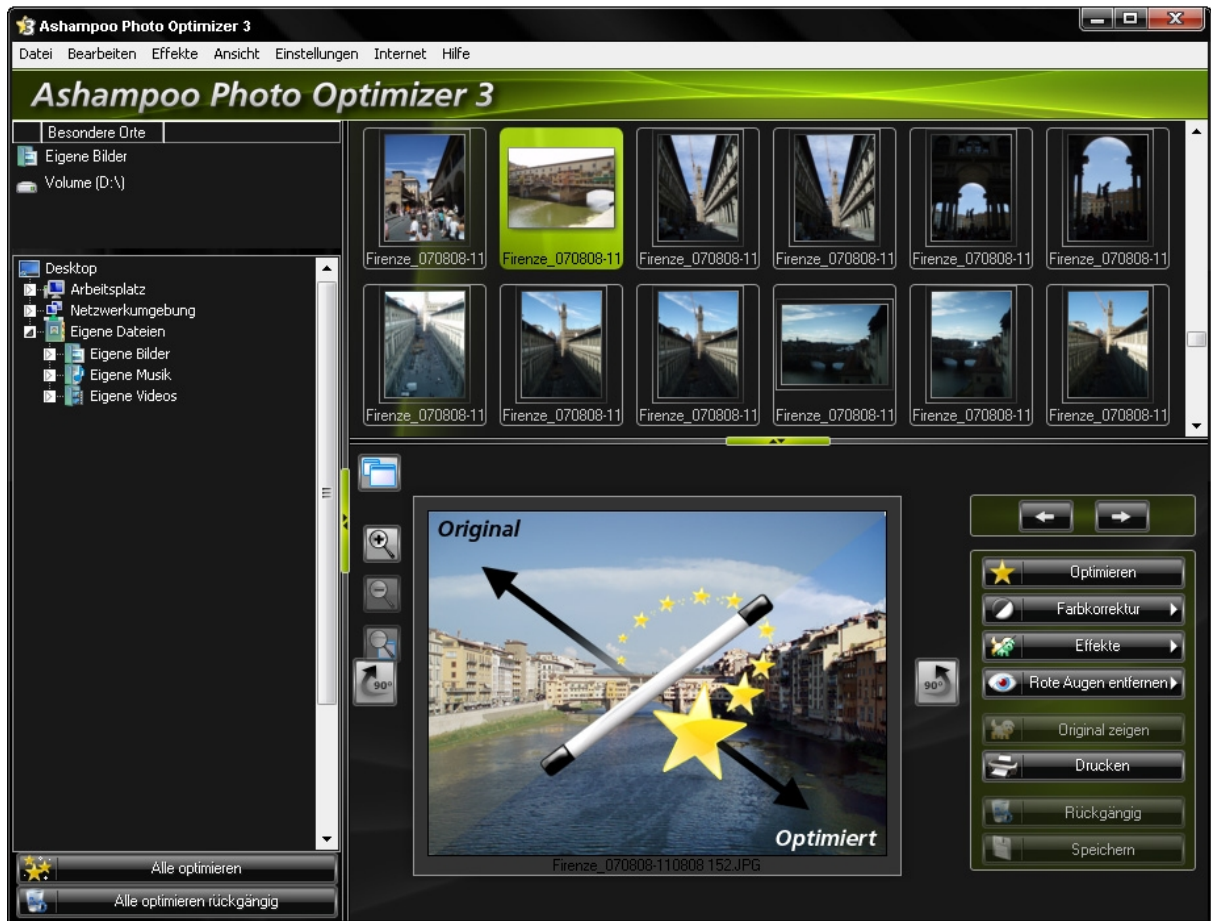 Ashampoo Photo Optimizer 3
Datei Bearbeiten Effekte Ansicht Einstellungen Internet Hilfe
Ashampoo Photo Optimizer 3
Besondere Orte
Eigene Bilder
Volume (D:\)
Desktop
Arbeitsplatz
Netzwerkumgebung
Eigene Dateien
Eigene Bilder
Eigene Musik
Eigene Videos
Alle optimieren
Alle optimieren rückgängig
Firenze_070808-11 Firenze_070808-11 Firenze_070808-11 Firenze_070808-11 Firenze_070808-11 Firenze_070808-11
Firenze_070808-11 Firenze_070808-11 Firenze_070808-11 Firenze_070808-11 Firenze_070808-11 Firenze_070808-11
Original
Optimiert
Firenze_070808-110808 152.JPG
90°
90°
Optimieren
Farbkorrektur
Effekte
Rote Augen entfernen
Original zeigen
Drucken
Rückgängig
Speichern